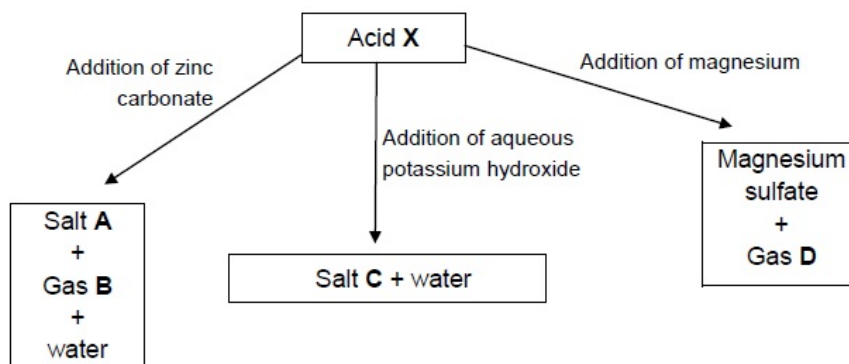 Acid X
Addition of zinc
carbonate
Addition of magnesium
Addition of aqueous
potassium hydroxide
Salt A
+
Gas B
+
water
Salt C + water
Magnesium
sulfate
+
Gas D